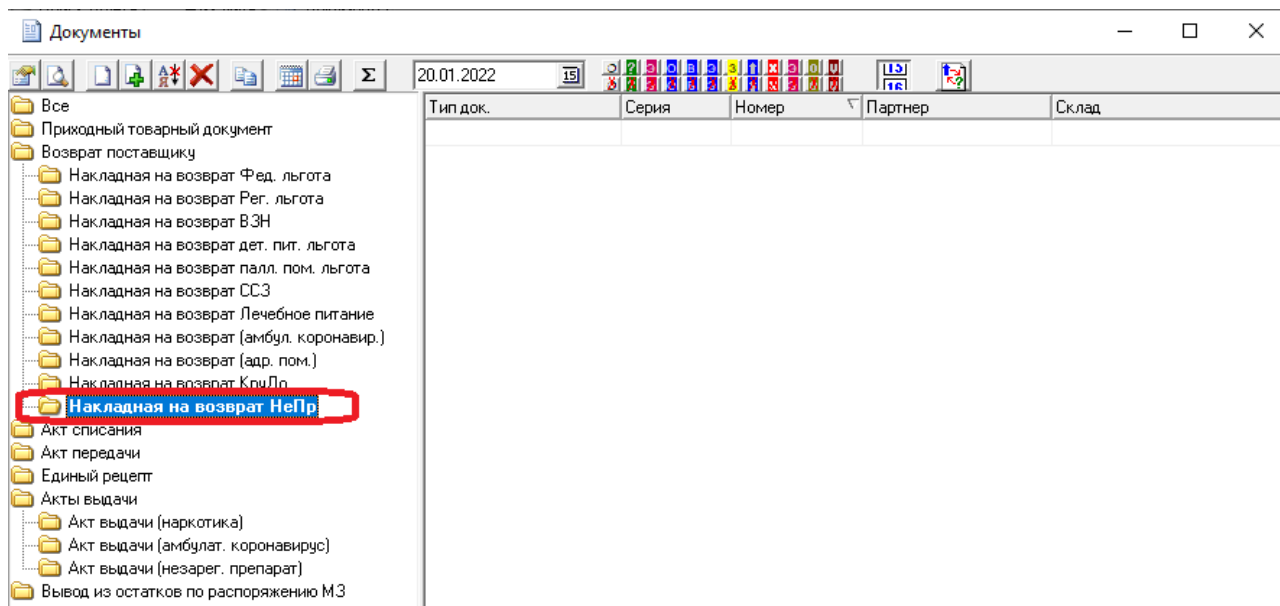 Документы
Σ 20.01.2022 15
Все
Приходный товарный документ
Возврат поставщику
Накладная на возврат Фед. льгота
Накладная на возврат Рег. льгота
Накладная на возврат ВЗН
Накладная на возврат дет. пит. льгота
Накладная на возврат палл. пом. льгота
Накладная на возврат ССЗ
Накладная на возврат Лечебное питание
Накладная на возврат (амбул. коронавир.)
Накладная на возврат (адр. пом.)
Накладная на возврат КруДо
Накладная на возврат НеПр
Акт списания
Акт передачи
Единый рецепт
Акты выдачи
Акт выдачи (наркотика)
Акт выдачи (амбулат. коронавирус)
Акт выдачи (незарег. препарат)
Вывод из остатков по распоряжению МЗ
Тип док. Серия Номер Партнер Склад